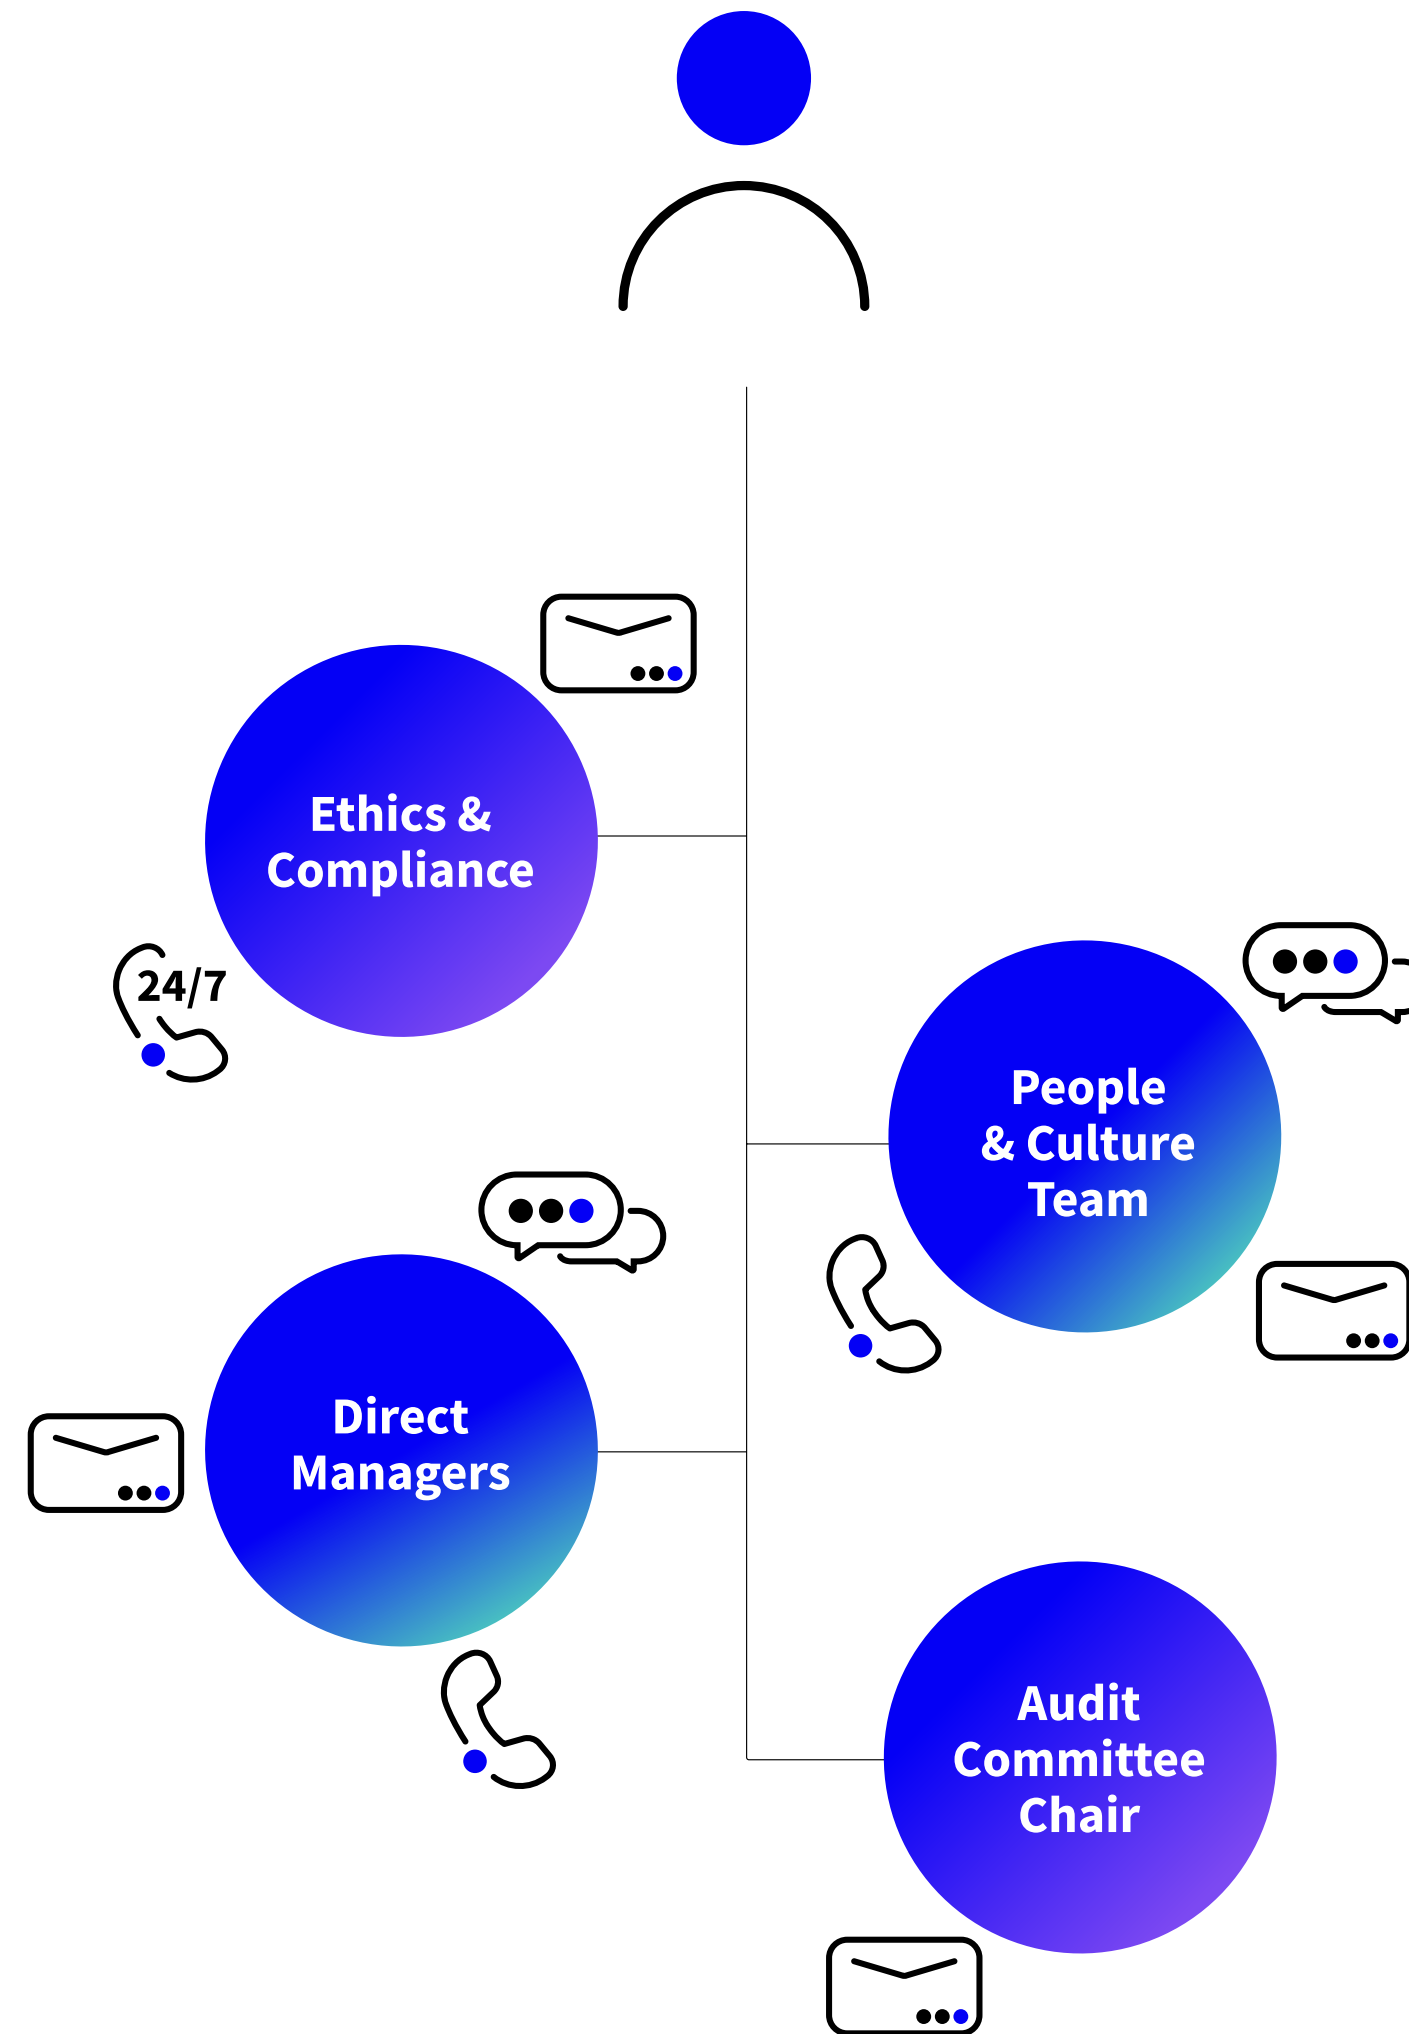 Ethics &
Compliance
24/7
People
& Culture
Team
Direct
Managers
Audit
Committee
Chair